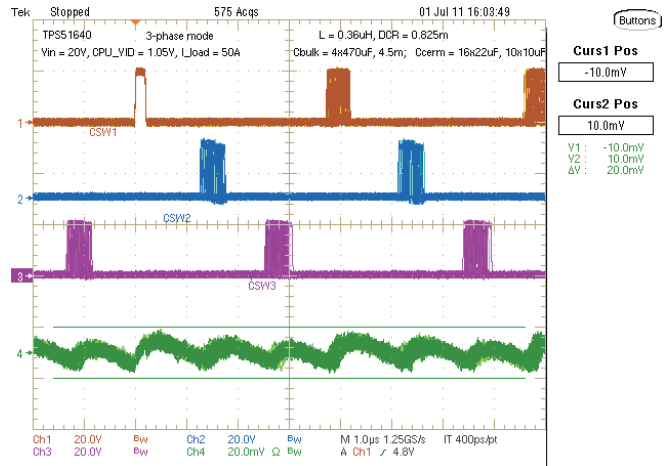 Tek Stopped 575 Acqs 01 Jul 11 16:03:49
Buttons
TPS51640 3-phase mode L = 0.36uH, DCR = 0.825m
Vin = 20V, CPU_VID = 1.05V, I_load = 50A Cbulk = 4x470uF, 4.5m; Ccerm = 16x22uF, 10x10uF
Curs1 Pos
-10.0mV
Curs2 Pos
10.0mV
V1 : -10.0mV
V2 : 10.0mV
ΔV : 20.0mV
1
CSW1
2
CSW2
3
CSW3
4
Ch1 20.0V Bw Ch2 20.0V Bw M 1.0µs 1.25GS/s IT 400ps/pt
Ch3 20.0V Bw Ch4 20.0mV Ω Bw A Ch1 ∕ 4.8V